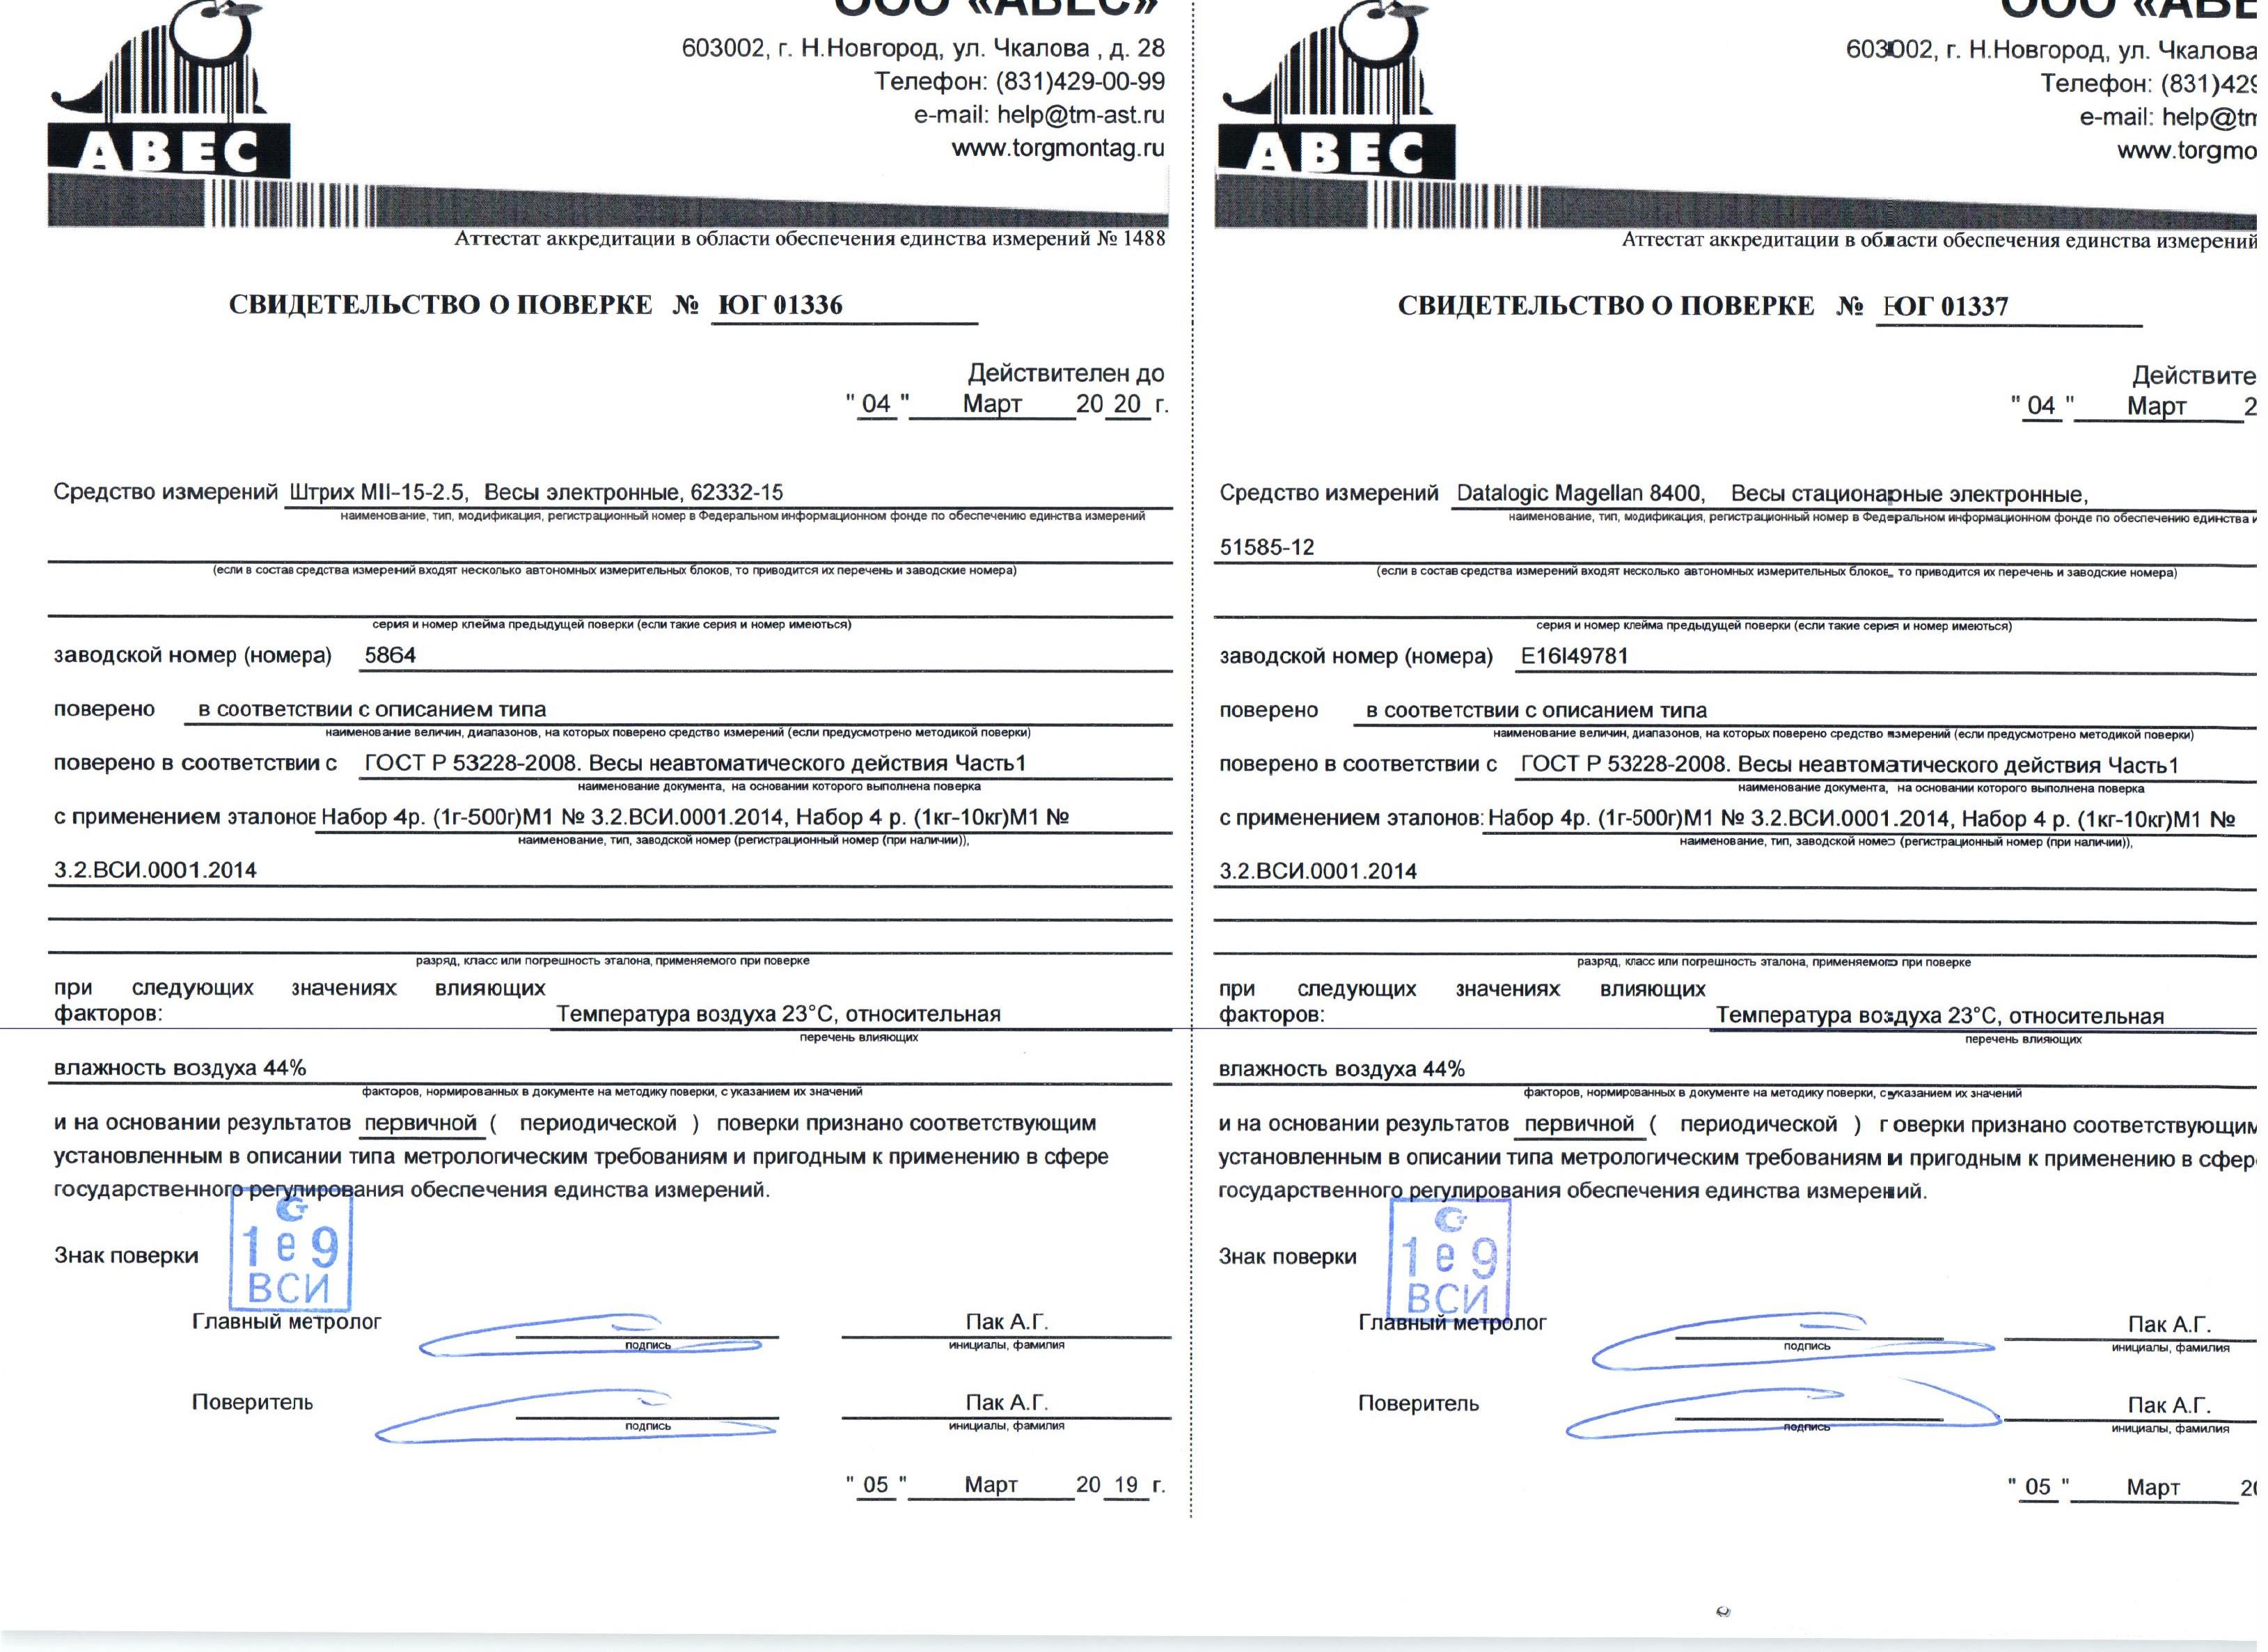 ООО «АВЕС»
603002, г. Н.Новгород, ул. Чкалова , д. 28
Телефон: (831)429-00-99
e-mail: help@tm-ast.ru
www.torgmontag.ru
АВЕС
Аттестат аккредитации в области обеспечения единства измерений № 1488
СВИДЕТЕЛЬСТВО О ПОВЕРКЕ № ЮГ 01336
Действителен до
" 04 " Март 20 20 г.
Средство измерений Штрих МII-15-2.5, Весы электронные, 62332-15
наименование, тип, модификация, регистрационный номер в Федеральном информационном фонде по обеспечению единства измерений
(если в состав средства измерений входят несколько автономных измерительных блоков, то приводится их перечень и заводские номера)
серия и номер клейма предыдущей поверки (если такие серия и номер имеються)
заводской номер (номера) 5864
поверено в соответствии с описанием типа
наименование величин, диапазонов, на которых поверено средство измерений (если предусмотрено методикой поверки)
поверено в соответствии с ГОСТ Р 53228-2008. Весы неавтоматического действия Часть1
наименование документа, на основании которого выполнена поверка
с применением эталонов Набор 4р. (1г-500г)М1 № 3.2.ВСИ.0001.2014, Набор 4 р. (1кг-10кг)М1 №
наименование, тип, заводской номер (регистрационный номер (при наличии)),
3.2.ВСИ.0001.2014
разряд, класс или погрешность эталона, применяемого при поверке
при следующих значениях влияющих
факторов: Температура воздуха 23°С, относительная
перечень влияющих
влажность воздуха 44%
факторов, нормированных в документе на методику поверки, с указанием их значений
и на основании результатов первичной ( периодической ) поверки признано соответствующим
установленным в описании типа метрологическим требованиям и пригодным к применению в сфере
государственного регулирования обеспечения единства измерений.
Знак поверки
1 е 9
ВСИ
Главный метролог Пак А.Г.
подпись инициалы, фамилия
Поверитель Пак А.Г.
подпись инициалы, фамилия
" 05 " Март 20 19 г.
ООО «АВЕ
603002, г. Н.Новгород, ул. Чкалова
Телефон: (831)429
e-mail: help@tm
www.torgmo
АВЕС
Аттестат аккредитации в области обеспечения единства измерений
СВИДЕТЕЛЬСТВО О ПОВЕРКЕ № ЮГ 01337
Действите
" 04 " Март 2
Средство измерений Datalogic Magellan 8400, Весы стационарные электронные,
наименование, тип, модификация, регистрационный номер в Федеральном информационном фонде по обеспечению единства и
51585-12
(если в состав средства измерений входят несколько автономных измерительных блоков, то приводится их перечень и заводские номера)
серия и номер клейма предыдущей поверки (если такие серия и номер имеються)
заводской номер (номера) E16I49781
поверено в соответствии с описанием типа
наименование величин, диапазонов, на которых поверено средство измерений (если предусмотрено методикой поверки)
поверено в соответствии с ГОСТ Р 53228-2008. Весы неавтоматического действия Часть1
наименование документа, на основании которого выполнена поверка
с применением эталонов: Набор 4р. (1г-500г)М1 № 3.2.ВСИ.0001.2014, Набор 4 р. (1кг-10кг)М1 №
наименование, тип, заводской номер (регистрационный номер (при наличии)),
3.2.ВСИ.0001.2014
разряд, класс или погрешность эталона, применяемого при поверке
при следующих значениях влияющих
факторов: Температура воздуха 23°С, относительная
перечень влияющих
влажность воздуха 44%
факторов, нормированных в документе на методику поверки, с указанием их значений
и на основании результатов первичной ( периодической ) поверки признано соответствующим
установленным в описании типа метрологическим требованиям и пригодным к применению в сфере
государственного регулирования обеспечения единства измерений.
Знак поверки
1 е 9
ВСИ
Главный метролог Пак А.Г.
подпись инициалы, фамилия
Поверитель Пак А.Г.
подпись инициалы, фамилия
" 05 " Март 20